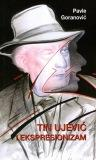 Pavle
Goranović
TIN UJEVIĆ
I EKSPRESIONIZAM